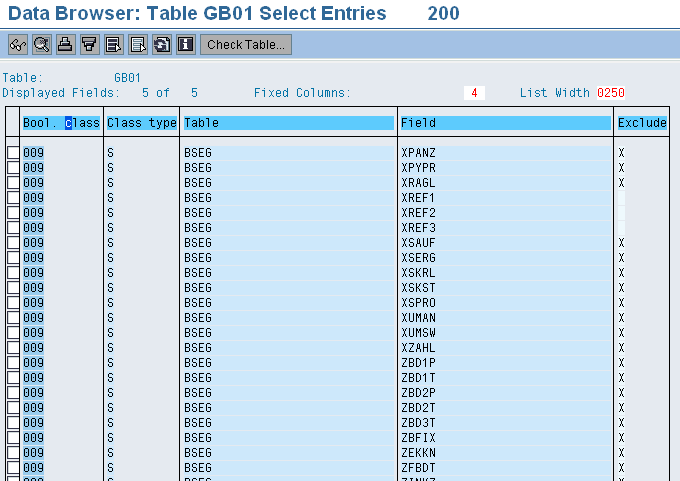 Data Browser: Table GB01 Select Entries 200
Check Table...
Table: GB01
Displayed Fields: 5 of 5 Fixed Columns: 4 List Width 0250
Bool. class Class type Table Field Exclude
009 S BSEG XPANZ X
009 S BSEG XPYPR X
009 S BSEG XRAGL X
009 S BSEG XREF1
009 S BSEG XREF2
009 S BSEG XREF3
009 S BSEG XSAUF X
009 S BSEG XSERG X
009 S BSEG XSKRL X
009 S BSEG XSKST X
009 S BSEG XSPRO X
009 S BSEG XUMAN X
009 S BSEG XUMSW X
009 S BSEG XZAHL X
009 S BSEG ZBD1P X
009 S BSEG ZBD1T X
009 S BSEG ZBD2P X
009 S BSEG ZBD2T X
009 S BSEG ZBD3T X
009 S BSEG ZBFIX X
009 S BSEG ZEKKN X
009 S BSEG ZFBDT X
009 S BSEG ZINKZ X